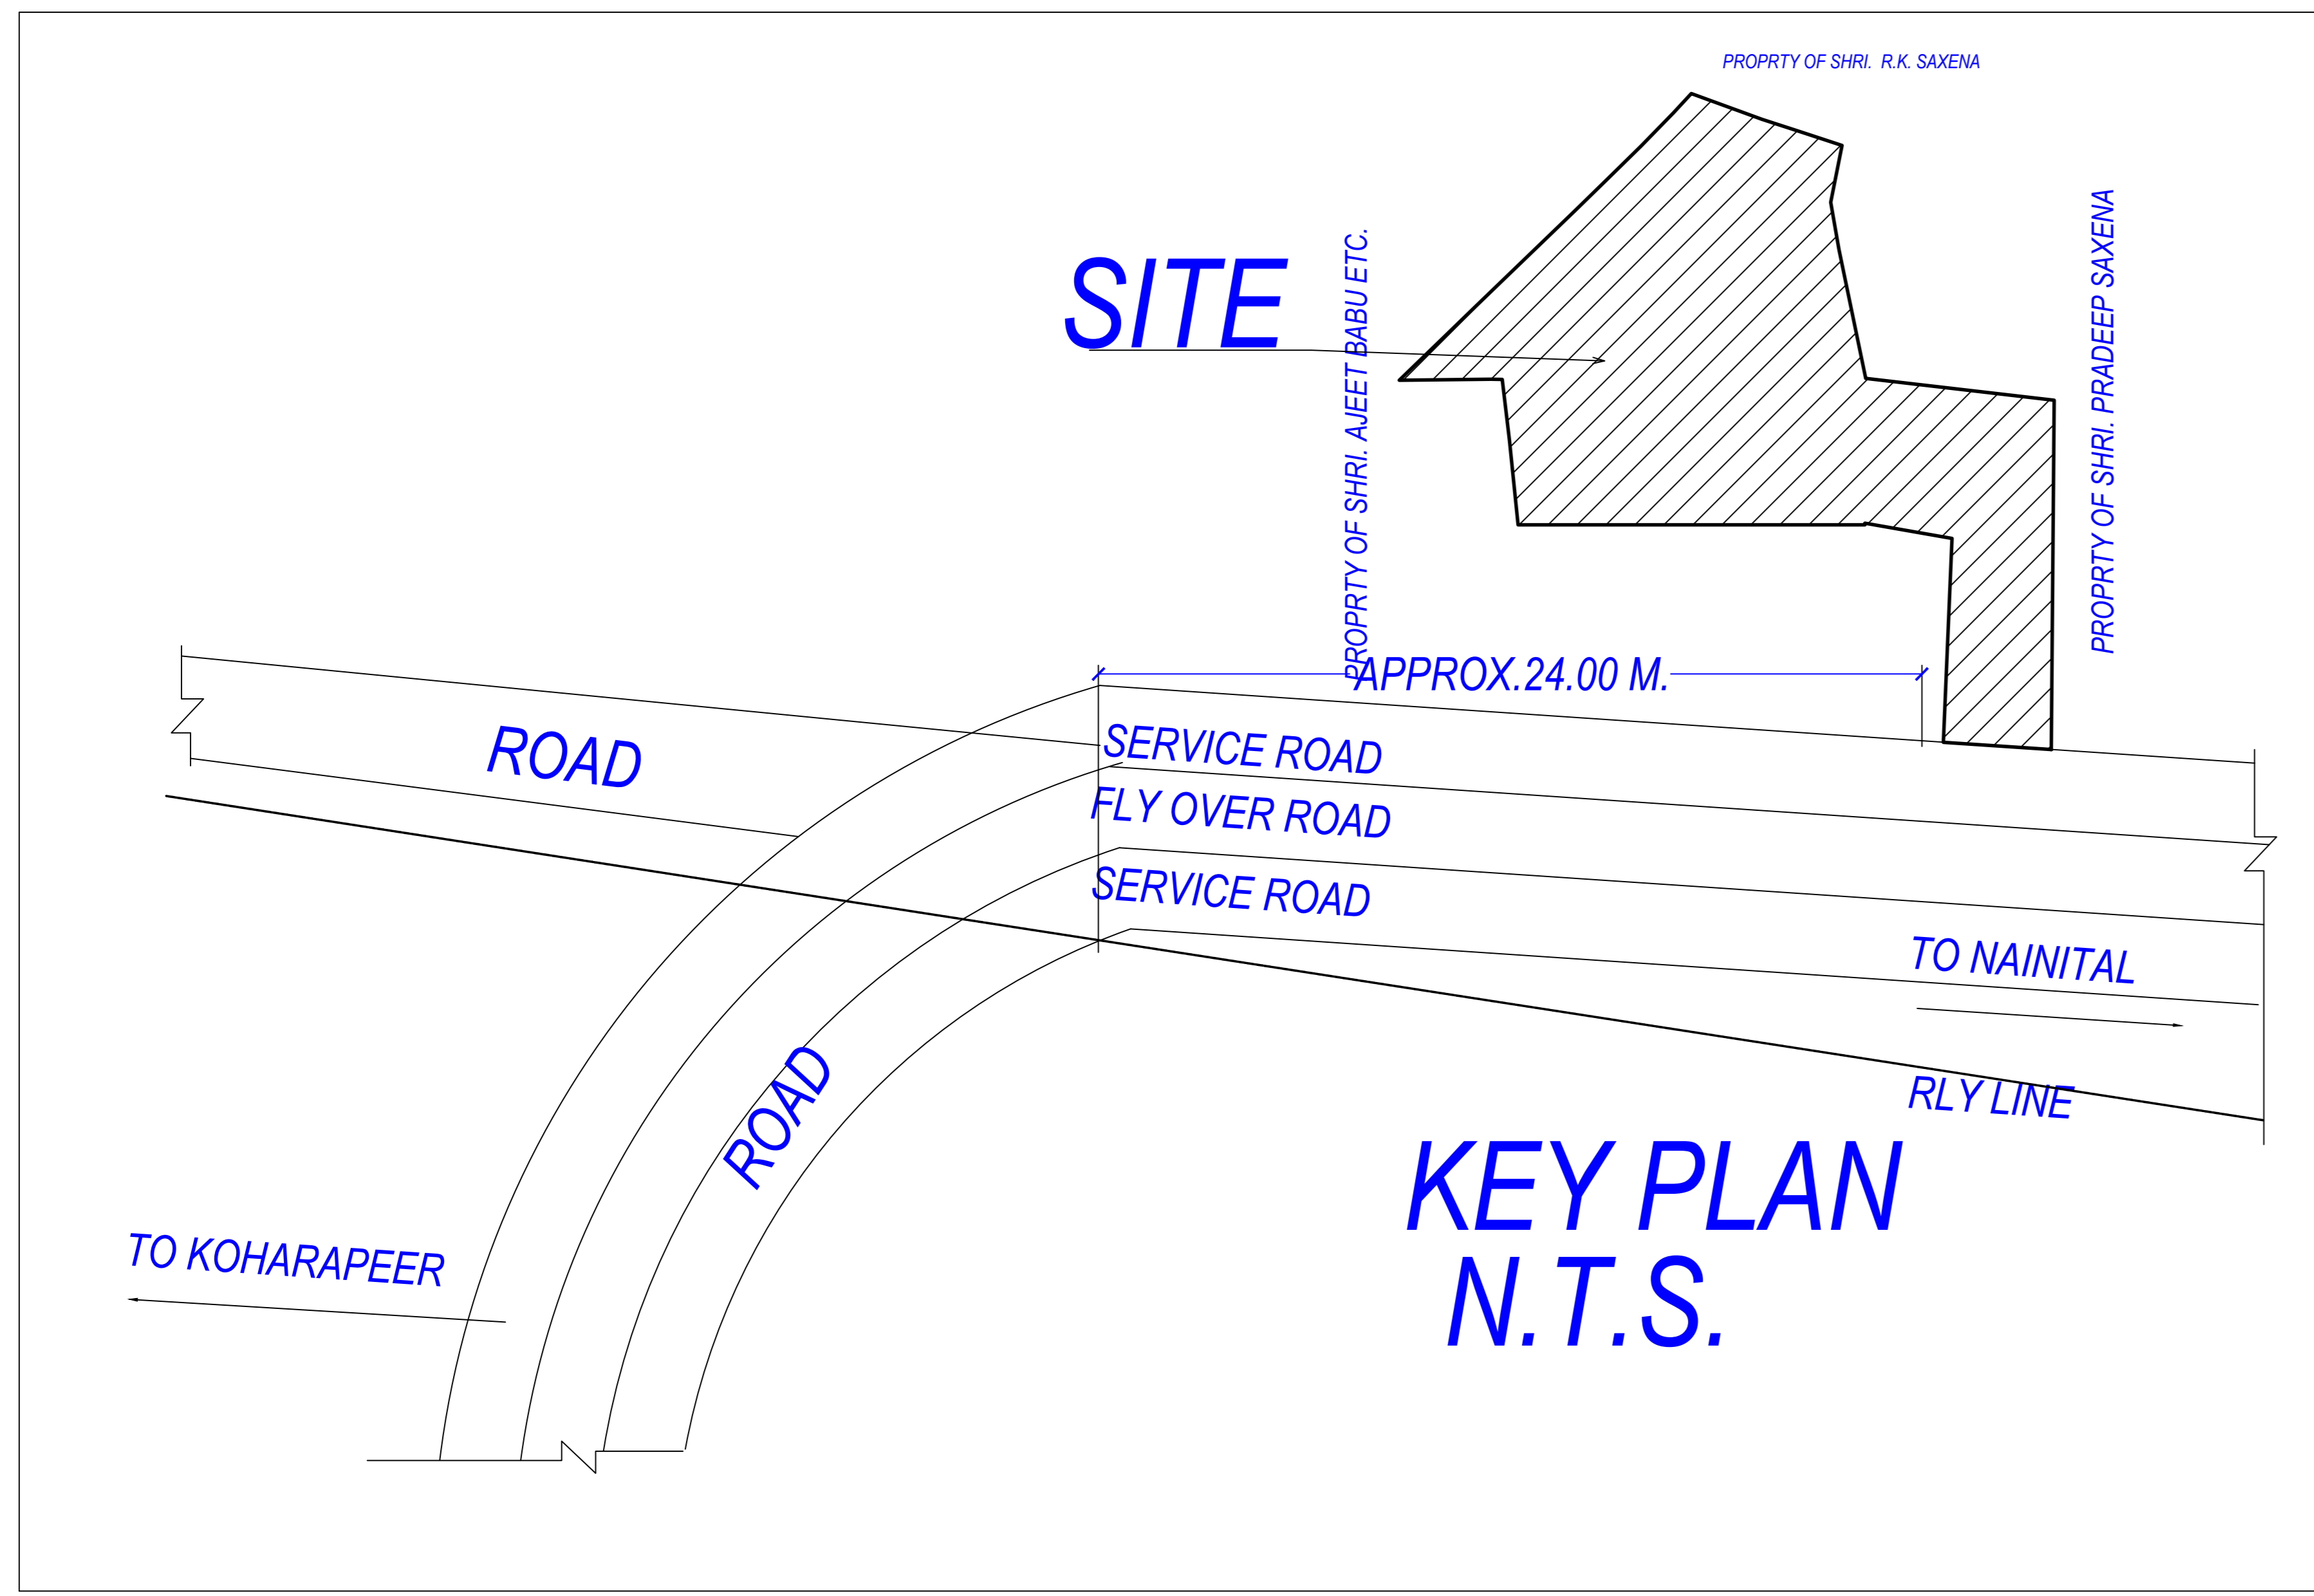 PROPRTY OF SHRI. R.K. SAXENA
SITE
PROPRTY OF SHRI. AJEET BABU ETC.
PROPRTY OF SHRI. PRADEEP SAXENA
APPROX.24.00 M.
ROAD
SERVICE ROAD
FLY OVER ROAD
SERVICE ROAD
TO NAINITAL
ROAD
RLY LINE
TO KOHARAPEER
KEY PLAN
N.T.S.